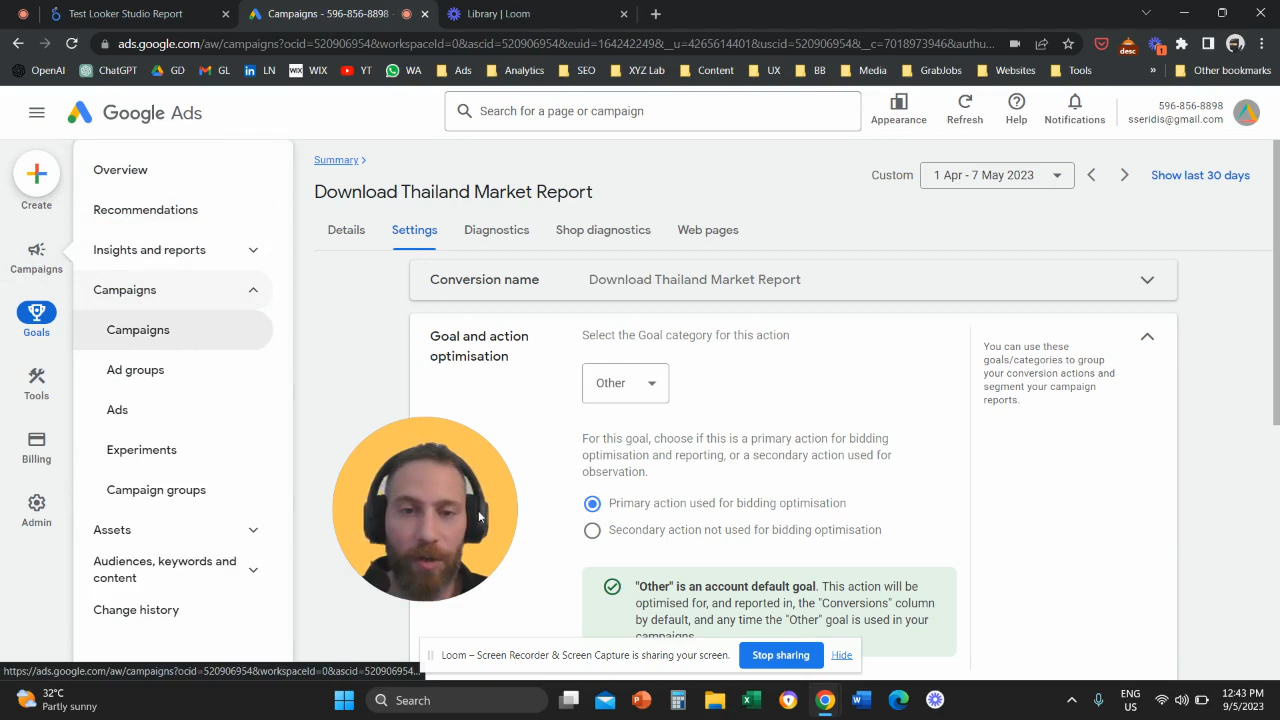 Test Looker Studio Report
Campaigns - 596-856-8898 -
Library | Loom
ads.google.com/aw/campaigns?ocid=520906954&workspaceId=0&ascid=520906954&euid=164242249&__u=4265614401&uscid=520906954&__c=7018973946&authu...
desc
1
OpenAI
ChatGPT
GD
GL
LN
WIX
WIX
YT
WA
Ads
Analytics
SEO
XYZ Lab
Content
UX
BB
Media
GrabJobs
Websites
Tools
»
Other bookmarks
Google Ads
Search for a page or campaign
Appearance
Refresh
Help
Notifications
596-856-8898
sseridis@gmail.com
Create
Campaigns
Goals
Tools
Billing
Admin
Overview
Recommendations
Insights and reports
Campaigns
Campaigns
Ad groups
Ads
Experiments
Campaign groups
Assets
Audiences, keywords and
content
Change history
Summary
Custom
1 Apr - 7 May 2023
Show last 30 days
Download Thailand Market Report
Details
Settings
Diagnostics
Shop diagnostics
Web pages
Conversion name
Download Thailand Market Report
Goal and action
optimisation
Select the Goal category for this action
Other
You can use these
goals/categories to group
your conversion actions and
segment your campaign
reports.
For this goal, choose if this is a primary action for bidding
optimisation and reporting, or a secondary action used for
observation.
Primary action used for bidding optimisation
Secondary action not used for bidding optimisation
"Other" is an account default goal. This action will be
optimised for, and reported in, the "Conversions" column
by default, and any time the "Other" goal is used in your
campaigns.
Loom – Screen Recorder & Screen Capture is sharing your screen.
Stop sharing
Hide
https://ads.google.com/aw/campaigns?ocid=520906954&workspaceId=0&ascid=520906954...
32°C
Partly sunny
Search
ENG
US
12:43 PM
9/5/2023